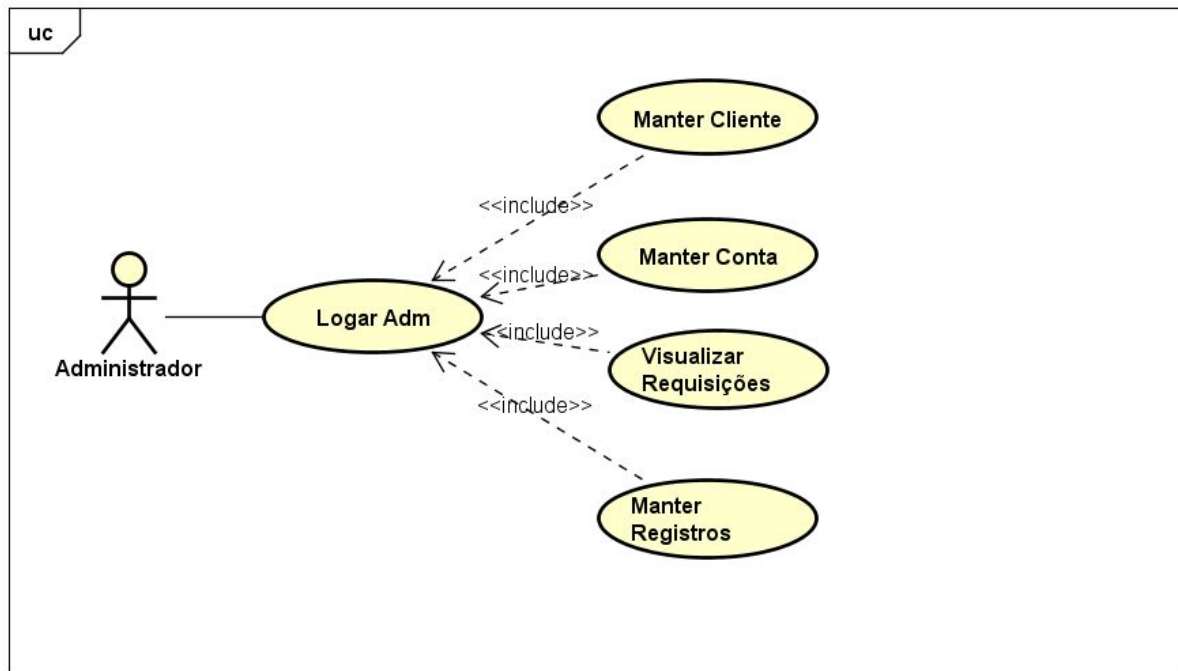 uc
Manter Cliente
<<include>>
Manter Conta
<<include>>
Logar Adm
<<include>>
Visualizar
Requisições
Administrador
<<include>>
Manter
Registros